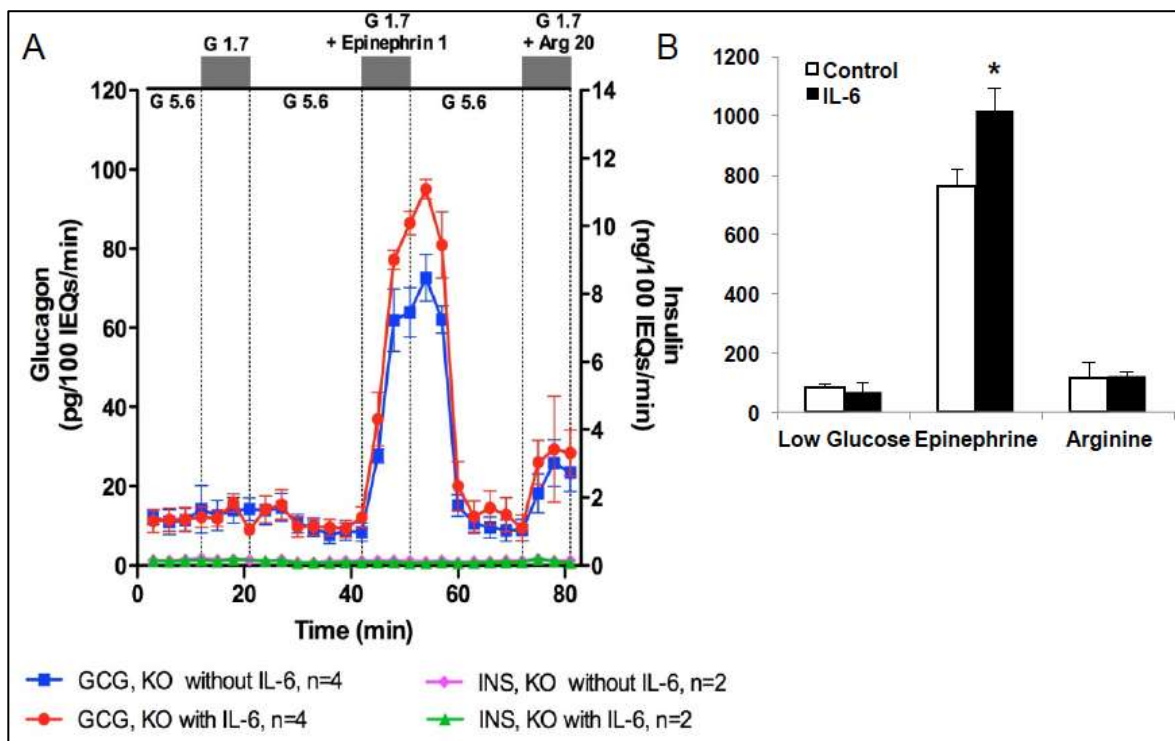 A
G 1.7
G 1.7
+ Epinephrin 1
G 1.7
+ Arg 20
G 5.6
G 5.6
G 5.6
120
100
80
60
40
20
0
14
12
10
8
6
4
2
0
Glucagon
(pg/100 IEQs/min)
Insulin
(ng/100 IEQs/min)
0
20
40
60
80
Time (min)
GCG, KO without IL-6, n=4
GCG, KO with IL-6, n=4
INS, KO without IL-6, n=2
INS, KO with IL-6, n=2
B
1200
1000
800
600
400
200
0
Control
IL-6
*
Low Glucose Epinephrine Arginine